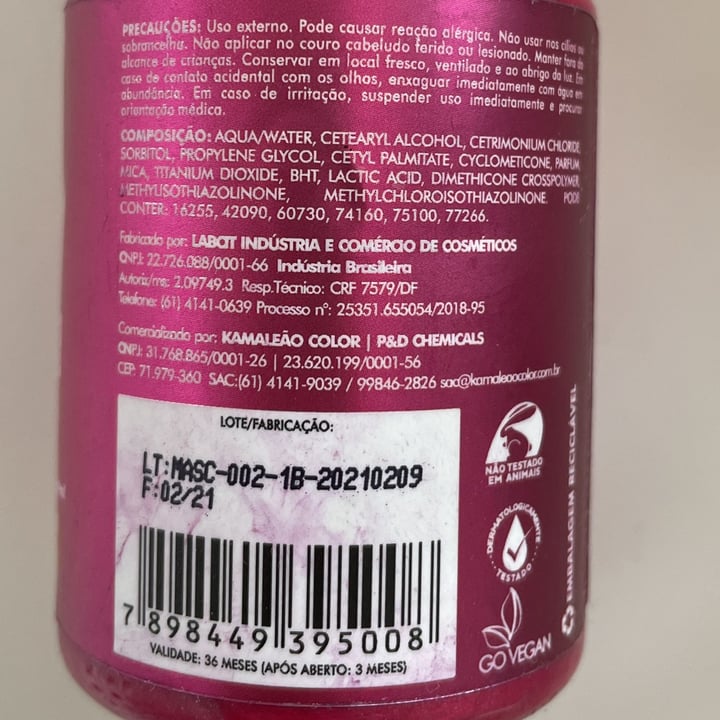 PRECAUÇÕES: Uso externo. Pode causar reação alérgica. Não usar nos cílios ou
sobrancelha. Não aplicar no couro cabeludo ferido ou lesionado. Manter fora do
alcance de crianças. Conservar em local fresco, ventilado e ao abrigo da luz. Em
caso de contato acidental com os olhos, enxaguar imediatamente com água em
abundância. Em caso de irritação, suspender uso imediatamente e procurar
orientação médica.
COMPOSIÇÃO: AQUA/WATER, CETEARYL ALCOHOL, CETRIMONIUM CHLORIDE,
SORBITOL, PROPYLENE GLYCOL, CETYL PALMITATE, CYCLOMETICONE, PARFUM,
MICA, TITANIUM DIOXIDE, BHT, LACTIC ACID, DIMETHICONE CROSSPOLYMER,
METHYLISOTHIAZOLINONE, METHYLCHLOROISOTHIAZOLINONE. PODE
CONTER: 16255, 42090, 60730, 74160, 75100, 77266.
Fabricado por: LABCIT INDÚSTRIA E COMÉRCIO DE COSMÉTICOS
CNPJ: 22.726.088/0001-66 Indústria Brasileira
Autoriz/ms: 2.09749.3 Resp.Técnico: CRF 7579/DF
Telefone: (61) 4141-0639 Processo nº: 25351.655054/2018-95
Comercializado por: KAMALEÃO COLOR | P&D CHEMICALS
CNPJ: 31.768.865/0001-26 | 23.620.199/0001-56
CEP: 71.979-360 SAC:(61) 4141-9039 / 99846-2826 sac@kamaleaocolor.com.br
LOTE/FABRICAÇÃO:
LT:MASC-002-1B-20210209
F:02/21
7 898449 395008
VALIDADE: 36 MESES (APÓS ABERTO: 3 MESES)
NÃO TESTADO
EM ANIMAIS
DERMATOLOGICAMENTE
TESTADO
GO VEGAN
EMBALAGEM RECICLÁVEL